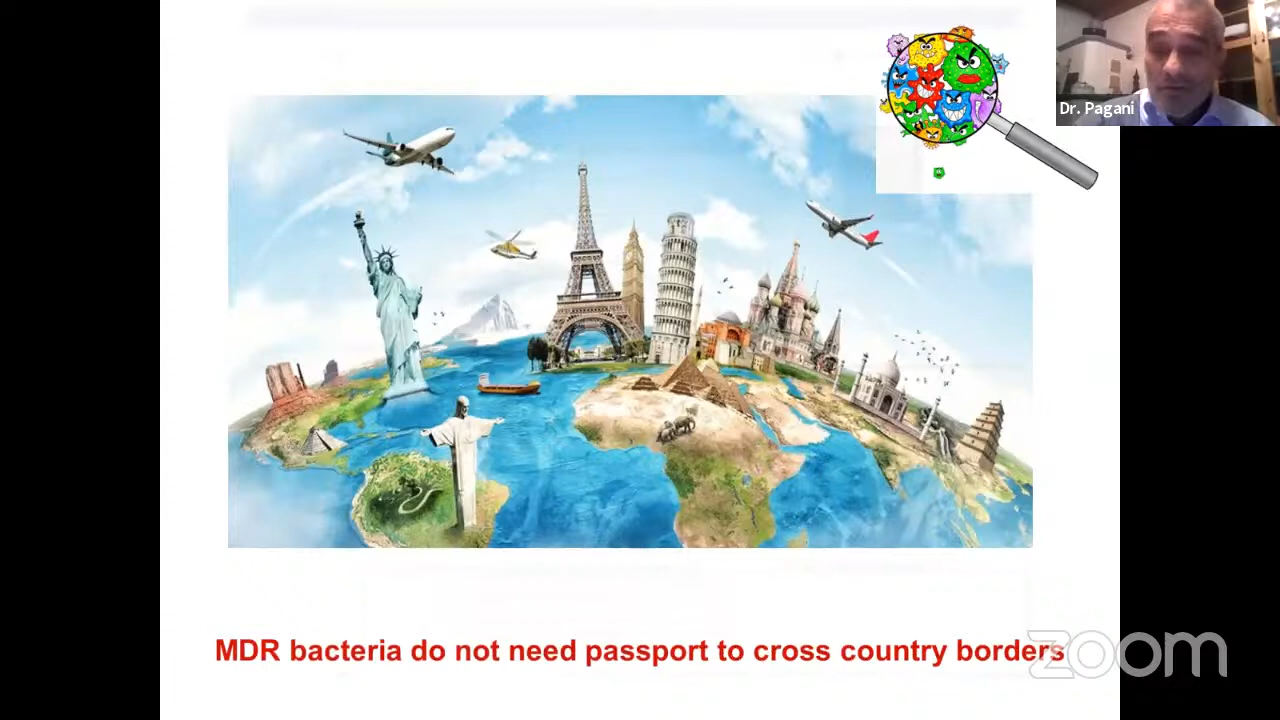 Dr. Pagani
MDR bacteria do not need passport to cross country borders
zoom